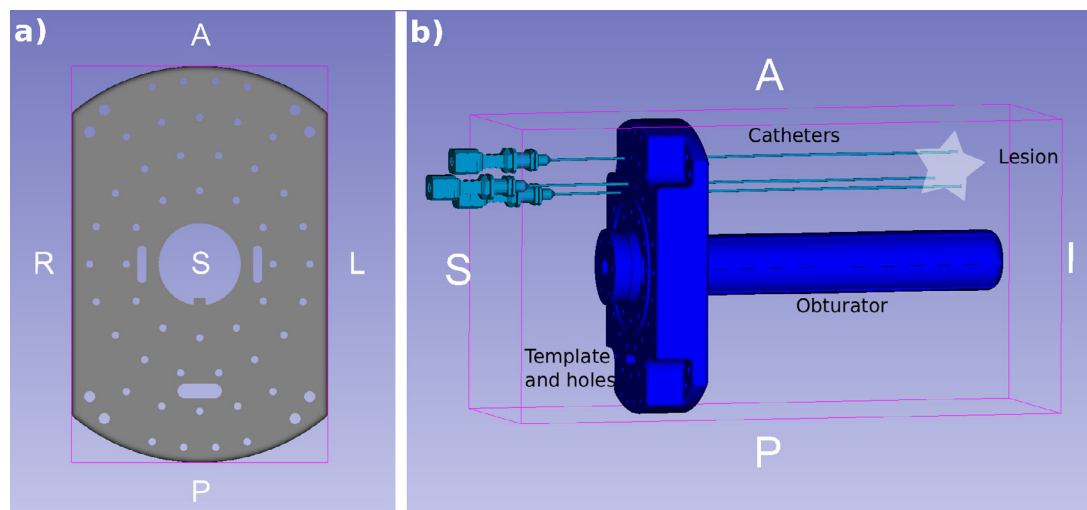 a)
A
R
S
L
P
b)
A
Catheters
Lesion
S
I
Obturator
Template
and holes
P